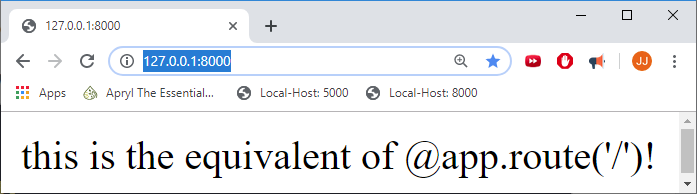 127.0.0.1:8000
127.0.0.1:8000
JJ
Apps Apryl The Essential... Local-Host: 5000 Local-Host: 8000
this is the equivalent of @app.route('/')!